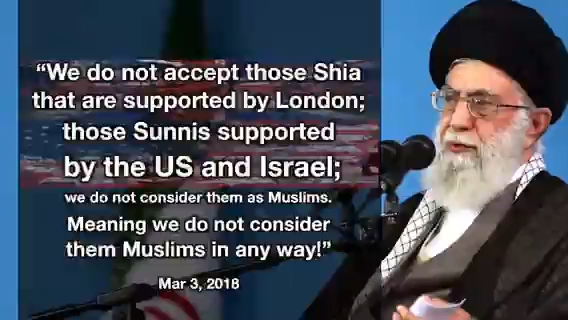 “We do not accept those Shia
that are supported by London;
those Sunnis supported
by the US and Israel;
we do not consider them as Muslims.
Meaning we do not consider
them Muslims in any way!”
Mar 3, 2018